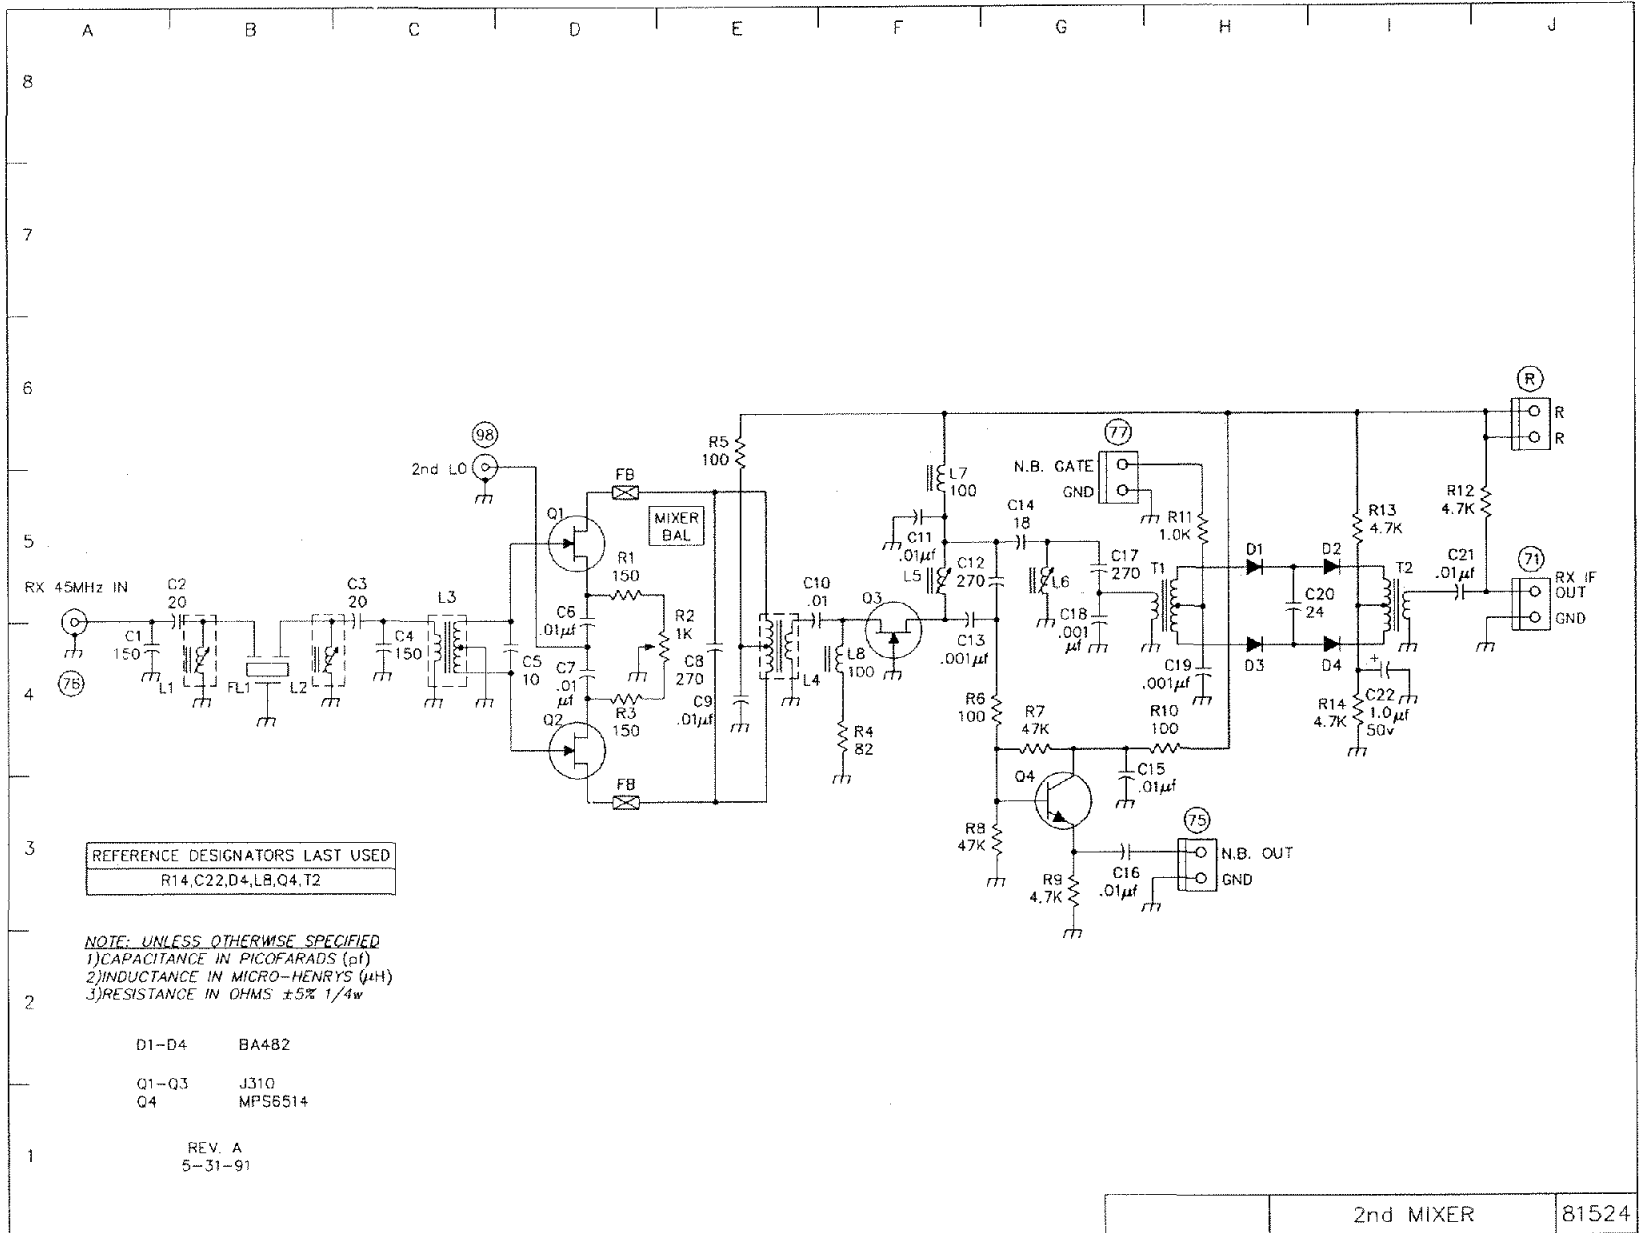 A B C D E F G H I J
8
7
6
5
4
3
2
1
RX 45MHz IN
76
C1
150
C2
20
L1
FL1
L2
C3
20
C4
150
L3
98
2nd LO
C5
10
Q1
Q2
FB
MIXER
BAL
R1
150
C6
.01µf
C7
.01
µf
R2
1K
R3
150
FB
R5
100
C8
270
C9
.01µf
L4
C10
.01
L8
100
R4
82
Q3
L7
100
C11
.01µf
L5
C12
270
C13
.001µf
C14
18
L6
77
N.B. GATE
GND
C17
270
C18
.001
µf
T1
R11
1.0K
C19
.001µf
D1
D2
D3
D4
C20
24
R13
4.7K
R14
4.7K
+
C22
1.0µf
50v
T2
C21
.01µf
R12
4.7K
R
R
R
71
RX IF
OUT
GND
R6
100
R7
47K
R10
100
Q4
C15
.01µf
R8
47K
R9
4.7K
C16
.01µf
75
N.B. OUT
GND
REFERENCE DESIGNATORS LAST USED
R14,C22,D4,L8,Q4,T2
NOTE: UNLESS OTHERWISE SPECIFIED
1)CAPACITANCE IN PICOFARADS (pf)
2)INDUCTANCE IN MICRO-HENRYS (µH)
3)RESISTANCE IN OHMS ±5% 1/4w
D1-D4 BA482
Q1-Q3 J310
Q4 MPS6514
REV. A
5-31-91
2nd MIXER 81524